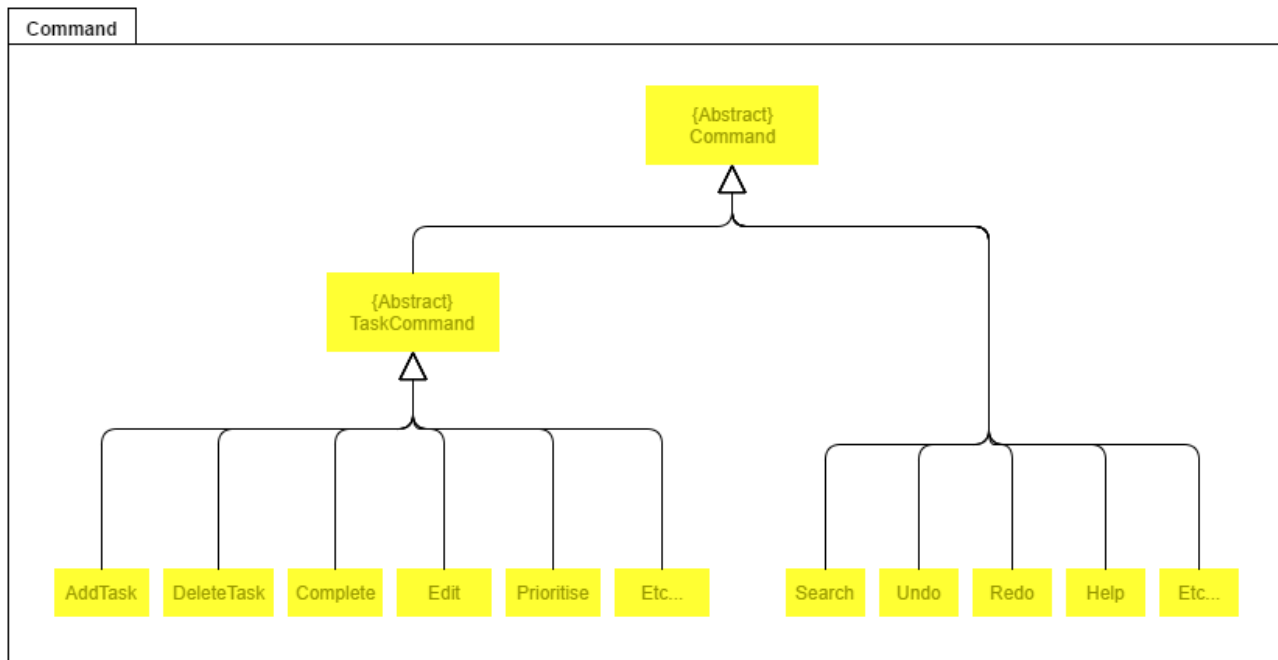 Command
{Abstract}
Command
{Abstract}
TaskCommand
AddTask
DeleteTask
Complete
Edit
Prioritise
Etc...
Search
Undo
Redo
Help
Etc...